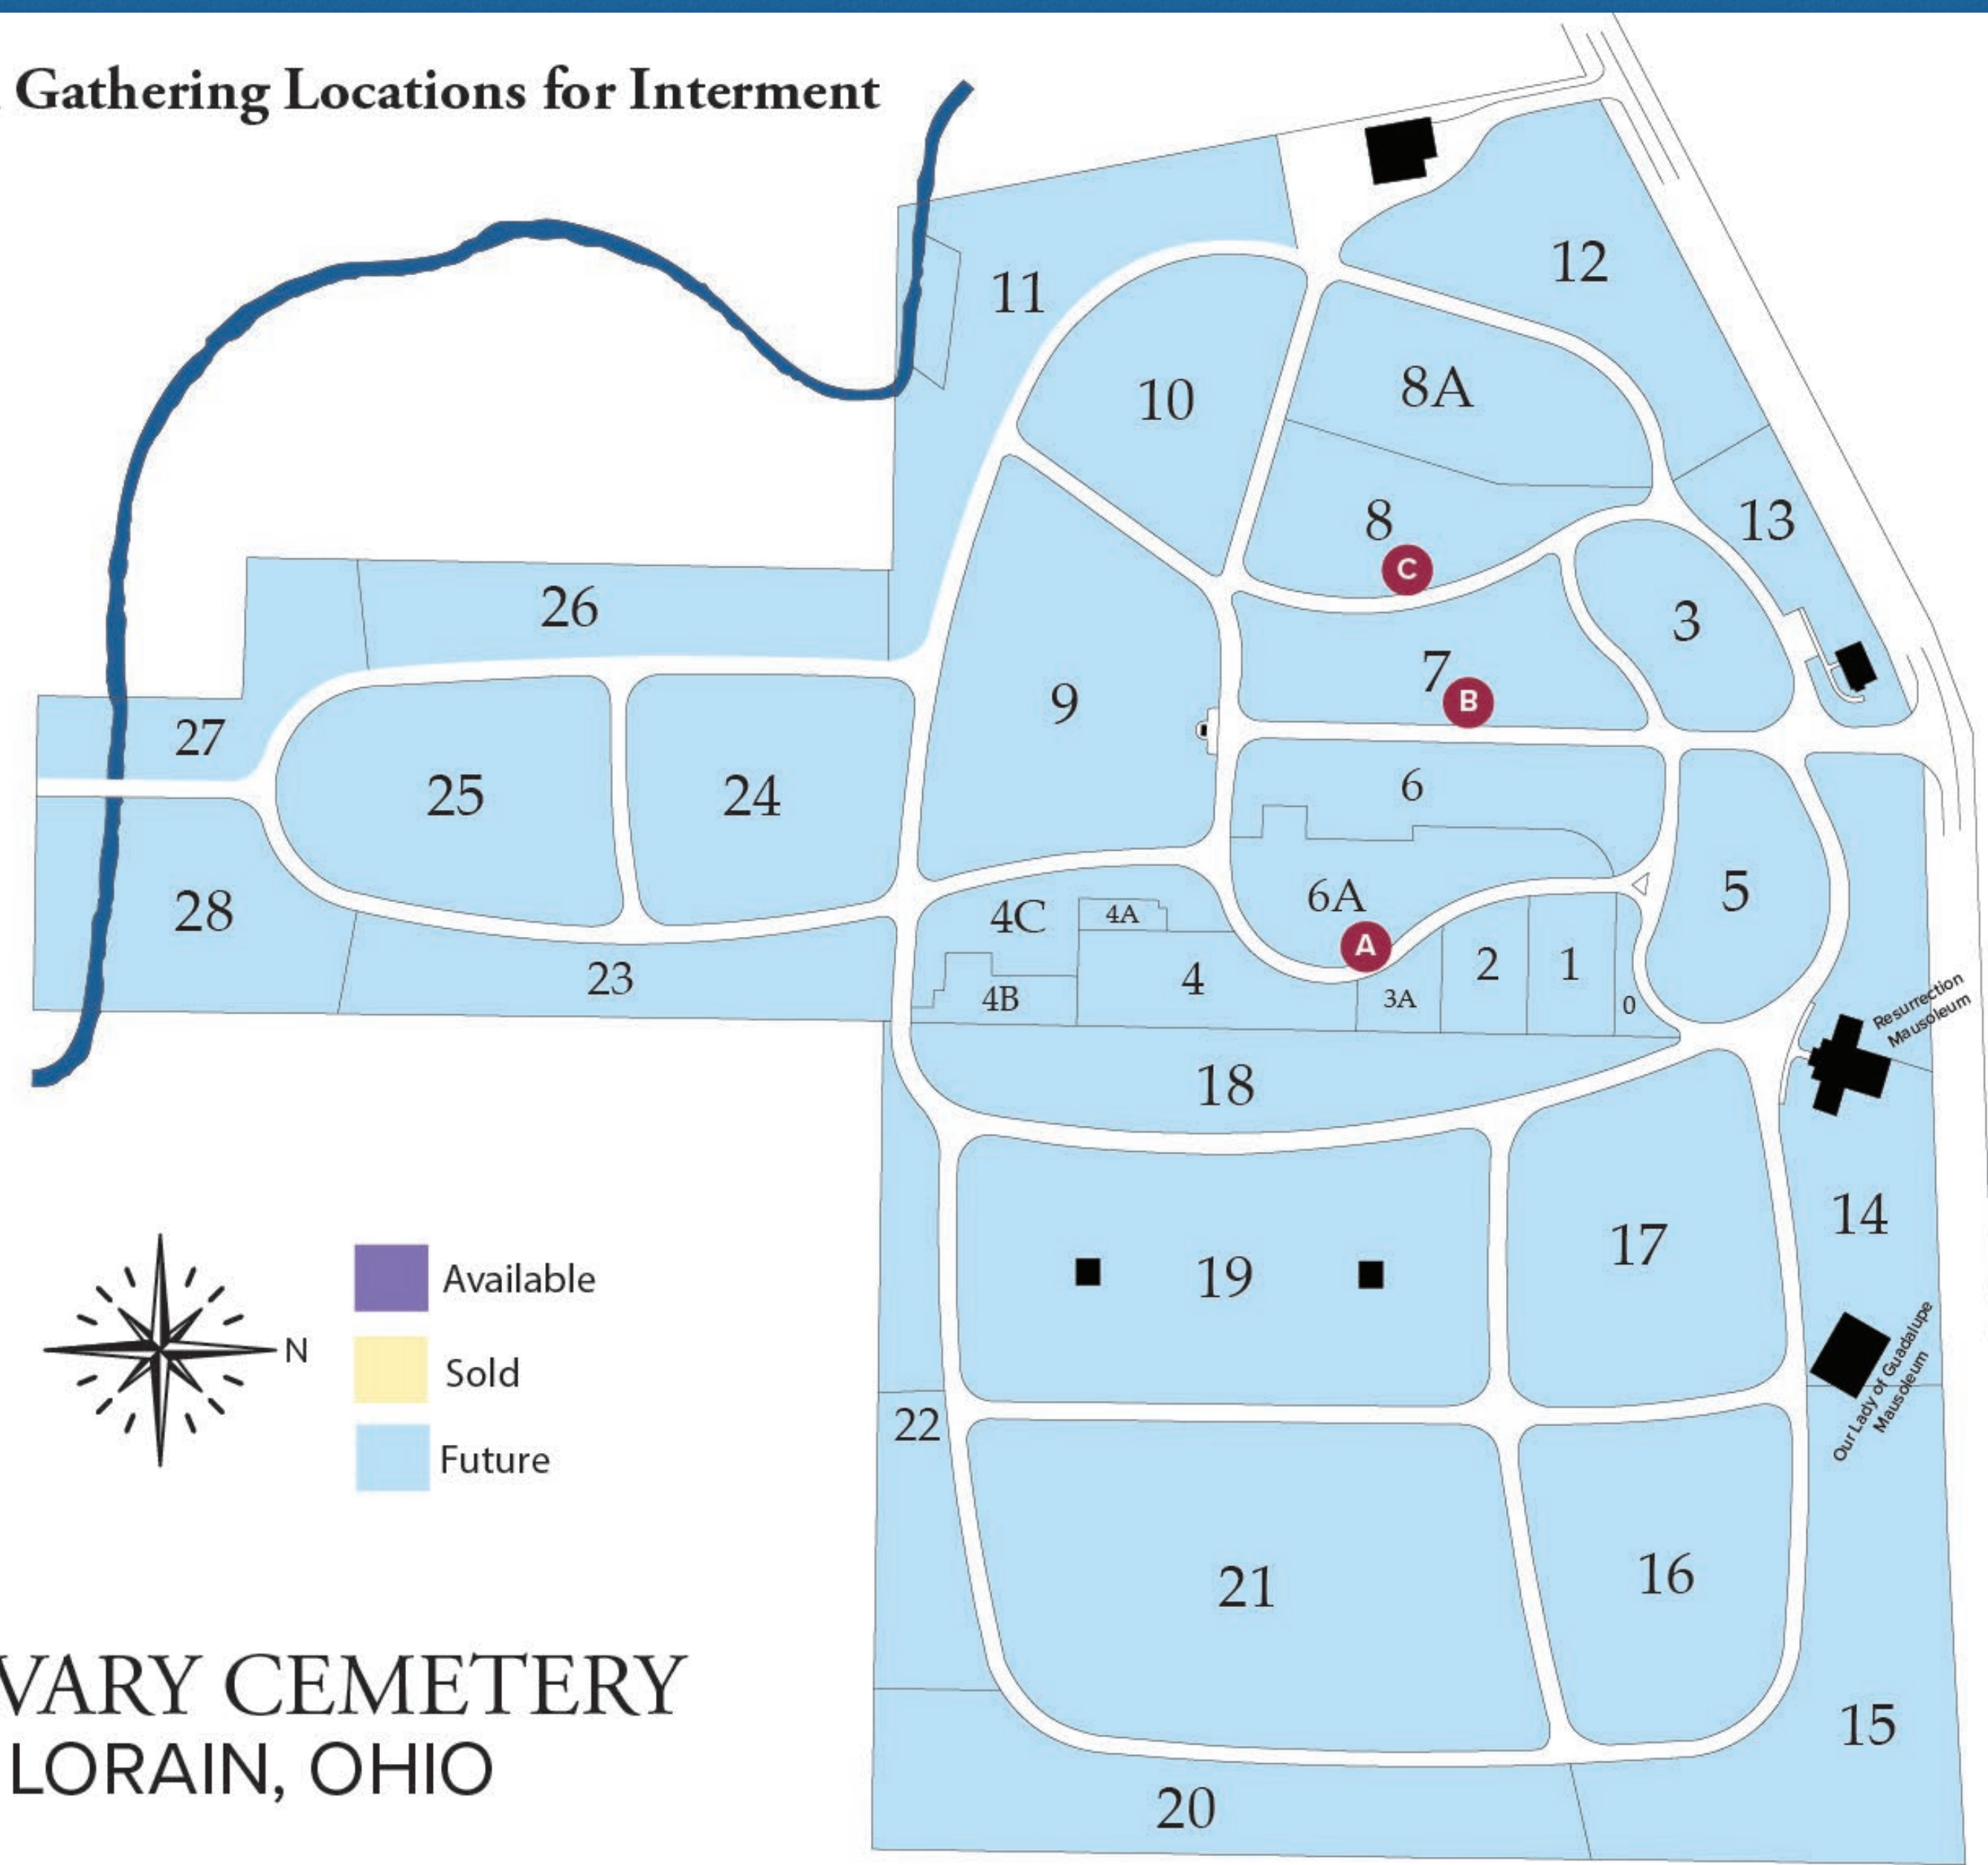 Gathering Locations for Interment
12
11
8A
10
8
13
C
26
3
7
B
9
27
25
24
6
5
28
6A
4C
4A
A
23
4B
4
3A
2
1
0
Resurrection
Mausoleum
18
14
17
19
N
Available
Sold
Future
Our Lady of Guadalupe
Mausoleum
22
21
16
15
20
VARY CEMETERY
LORAIN, OHIO